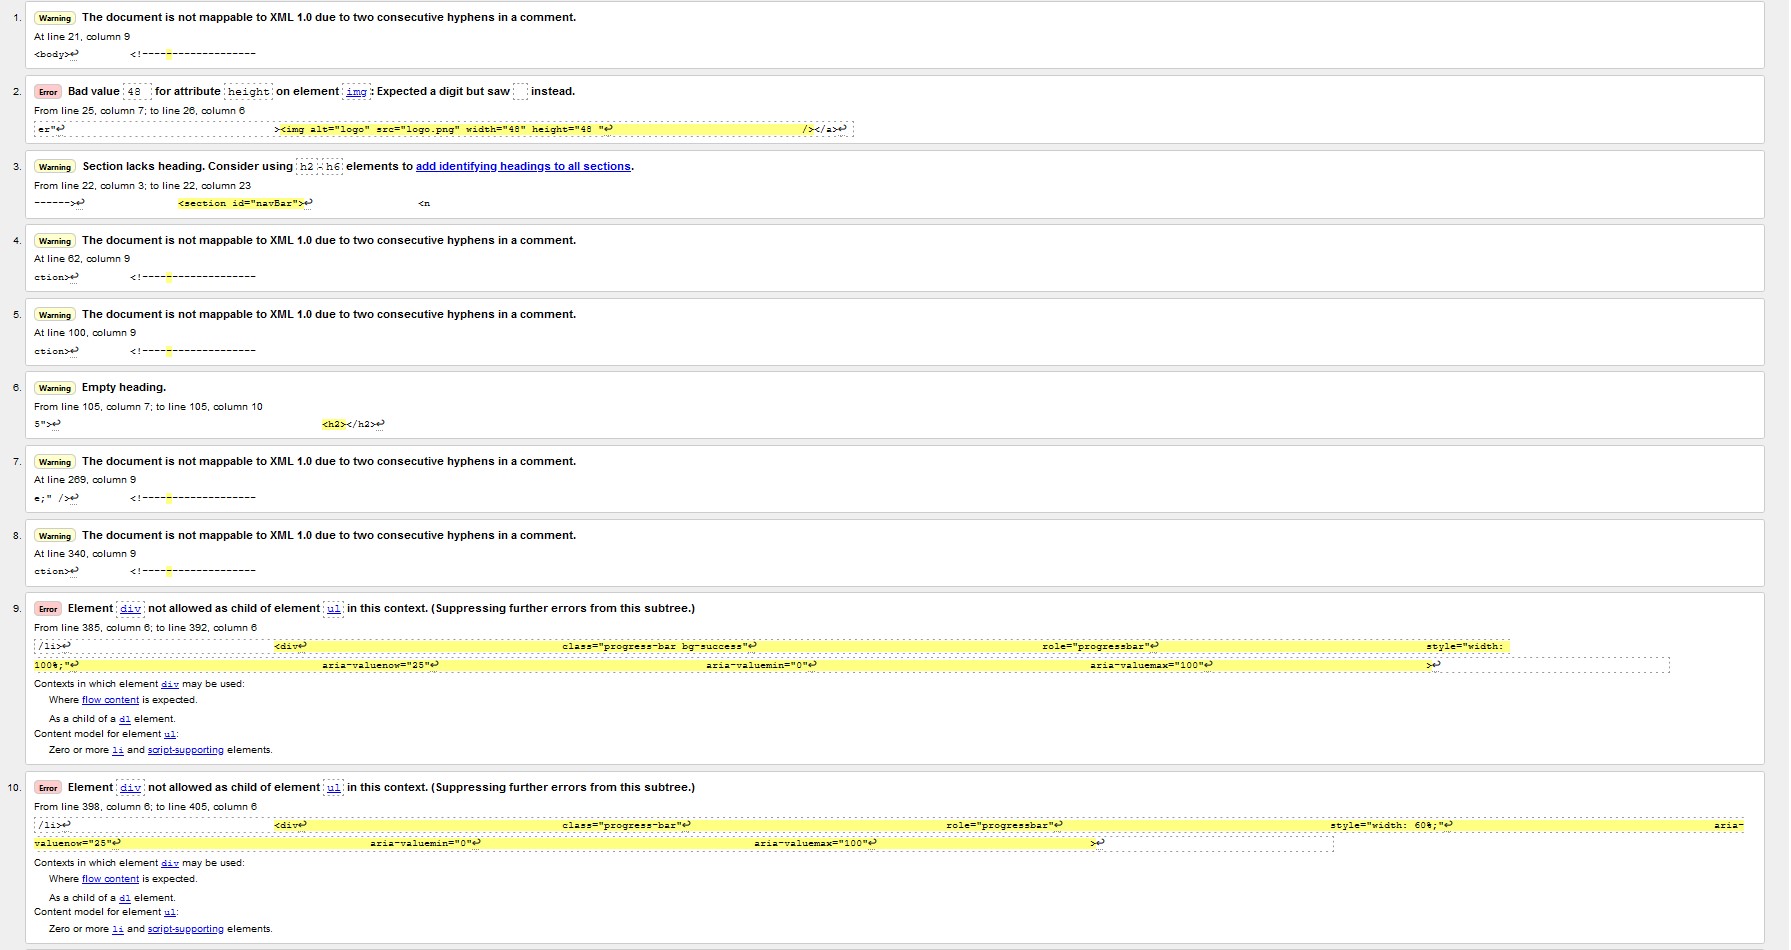 1. Warning The document is not mappable to XML 1.0 due to two consecutive hyphens in a comment.
At line 21, column 9
<body>↩ <!---------------------
2. Error Bad value 48 for attribute height on element img: Expected a digit but saw instead.
From line 25, column 7; to line 26, column 6
er"↩ ><img alt="logo" src="logo.png" width="48" height="48 "↩ /></a>↩
3. Warning Section lacks heading. Consider using h2-h6 elements to add identifying headings to all sections.
From line 22, column 3; to line 22, column 23
------>↩ <section id="navBar">↩ <n
4. Warning The document is not mappable to XML 1.0 due to two consecutive hyphens in a comment.
At line 62, column 9
ction>↩ <!---------------------
5. Warning The document is not mappable to XML 1.0 due to two consecutive hyphens in a comment.
At line 100, column 9
ction>↩ <!---------------------
6. Warning Empty heading.
From line 105, column 7; to line 105, column 10
5">↩ <h2></h2>↩
7. Warning The document is not mappable to XML 1.0 due to two consecutive hyphens in a comment.
At line 269, column 9
e;" />↩ <!---------------------
8. Warning The document is not mappable to XML 1.0 due to two consecutive hyphens in a comment.
At line 340, column 9
ction>↩ <!---------------------
9. Error Element div not allowed as child of element ul in this context. (Suppressing further errors from this subtree.)
From line 385, column 6; to line 392, column 6
/li>↩ <div↩ class="progress-bar bg-success"↩ role="progressbar"↩ style="width:
100%;"↩ aria-valuenow="25"↩ aria-valuemin="0"↩ aria-valuemax="100"↩ >↩
Contexts in which element div may be used:
Where flow content is expected.
As a child of a dl element.
Content model for element ul:
Zero or more li and script-supporting elements.
10. Error Element div not allowed as child of element ul in this context. (Suppressing further errors from this subtree.)
From line 398, column 6; to line 405, column 6
/li>↩ <div↩ class="progress-bar"↩ role="progressbar"↩ style="width: 60%;"↩ aria-
valuenow="25"↩ aria-valuemin="0"↩ aria-valuemax="100"↩ >↩
Contexts in which element div may be used:
Where flow content is expected.
As a child of a dl element.
Content model for element ul:
Zero or more li and script-supporting elements.